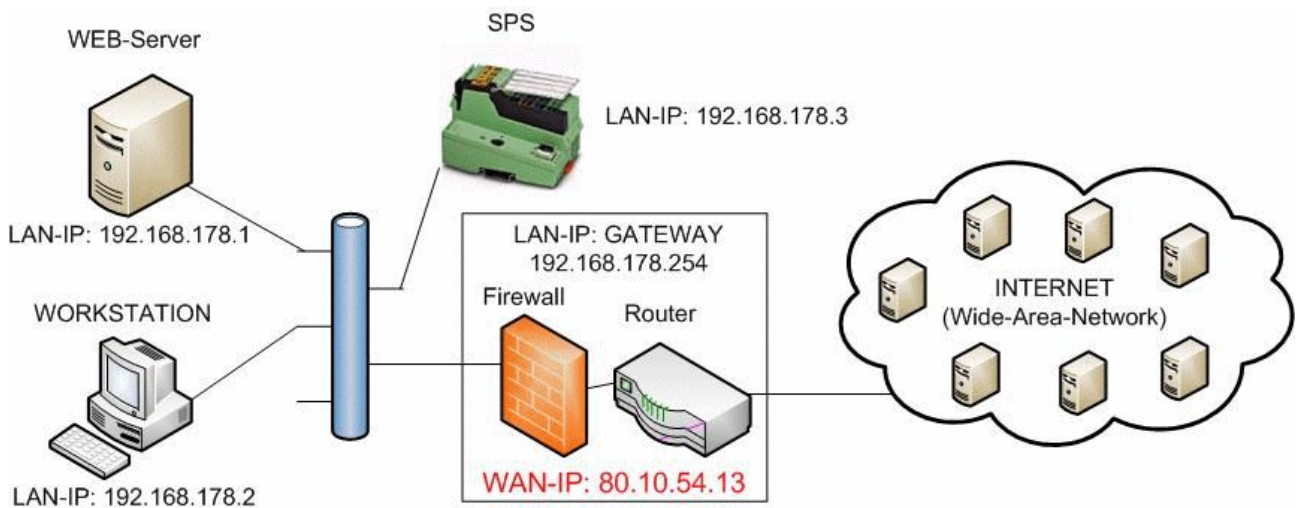 SPS
WEB-Server
LAN-IP: 192.168.178.3
LAN-IP: 192.168.178.1
LAN-IP: GATEWAY
192.168.178.254
Firewall
Router
INTERNET
(Wide-Area-Network)
WORKSTATION
WAN-IP: 80.10.54.13
LAN-IP: 192.168.178.2